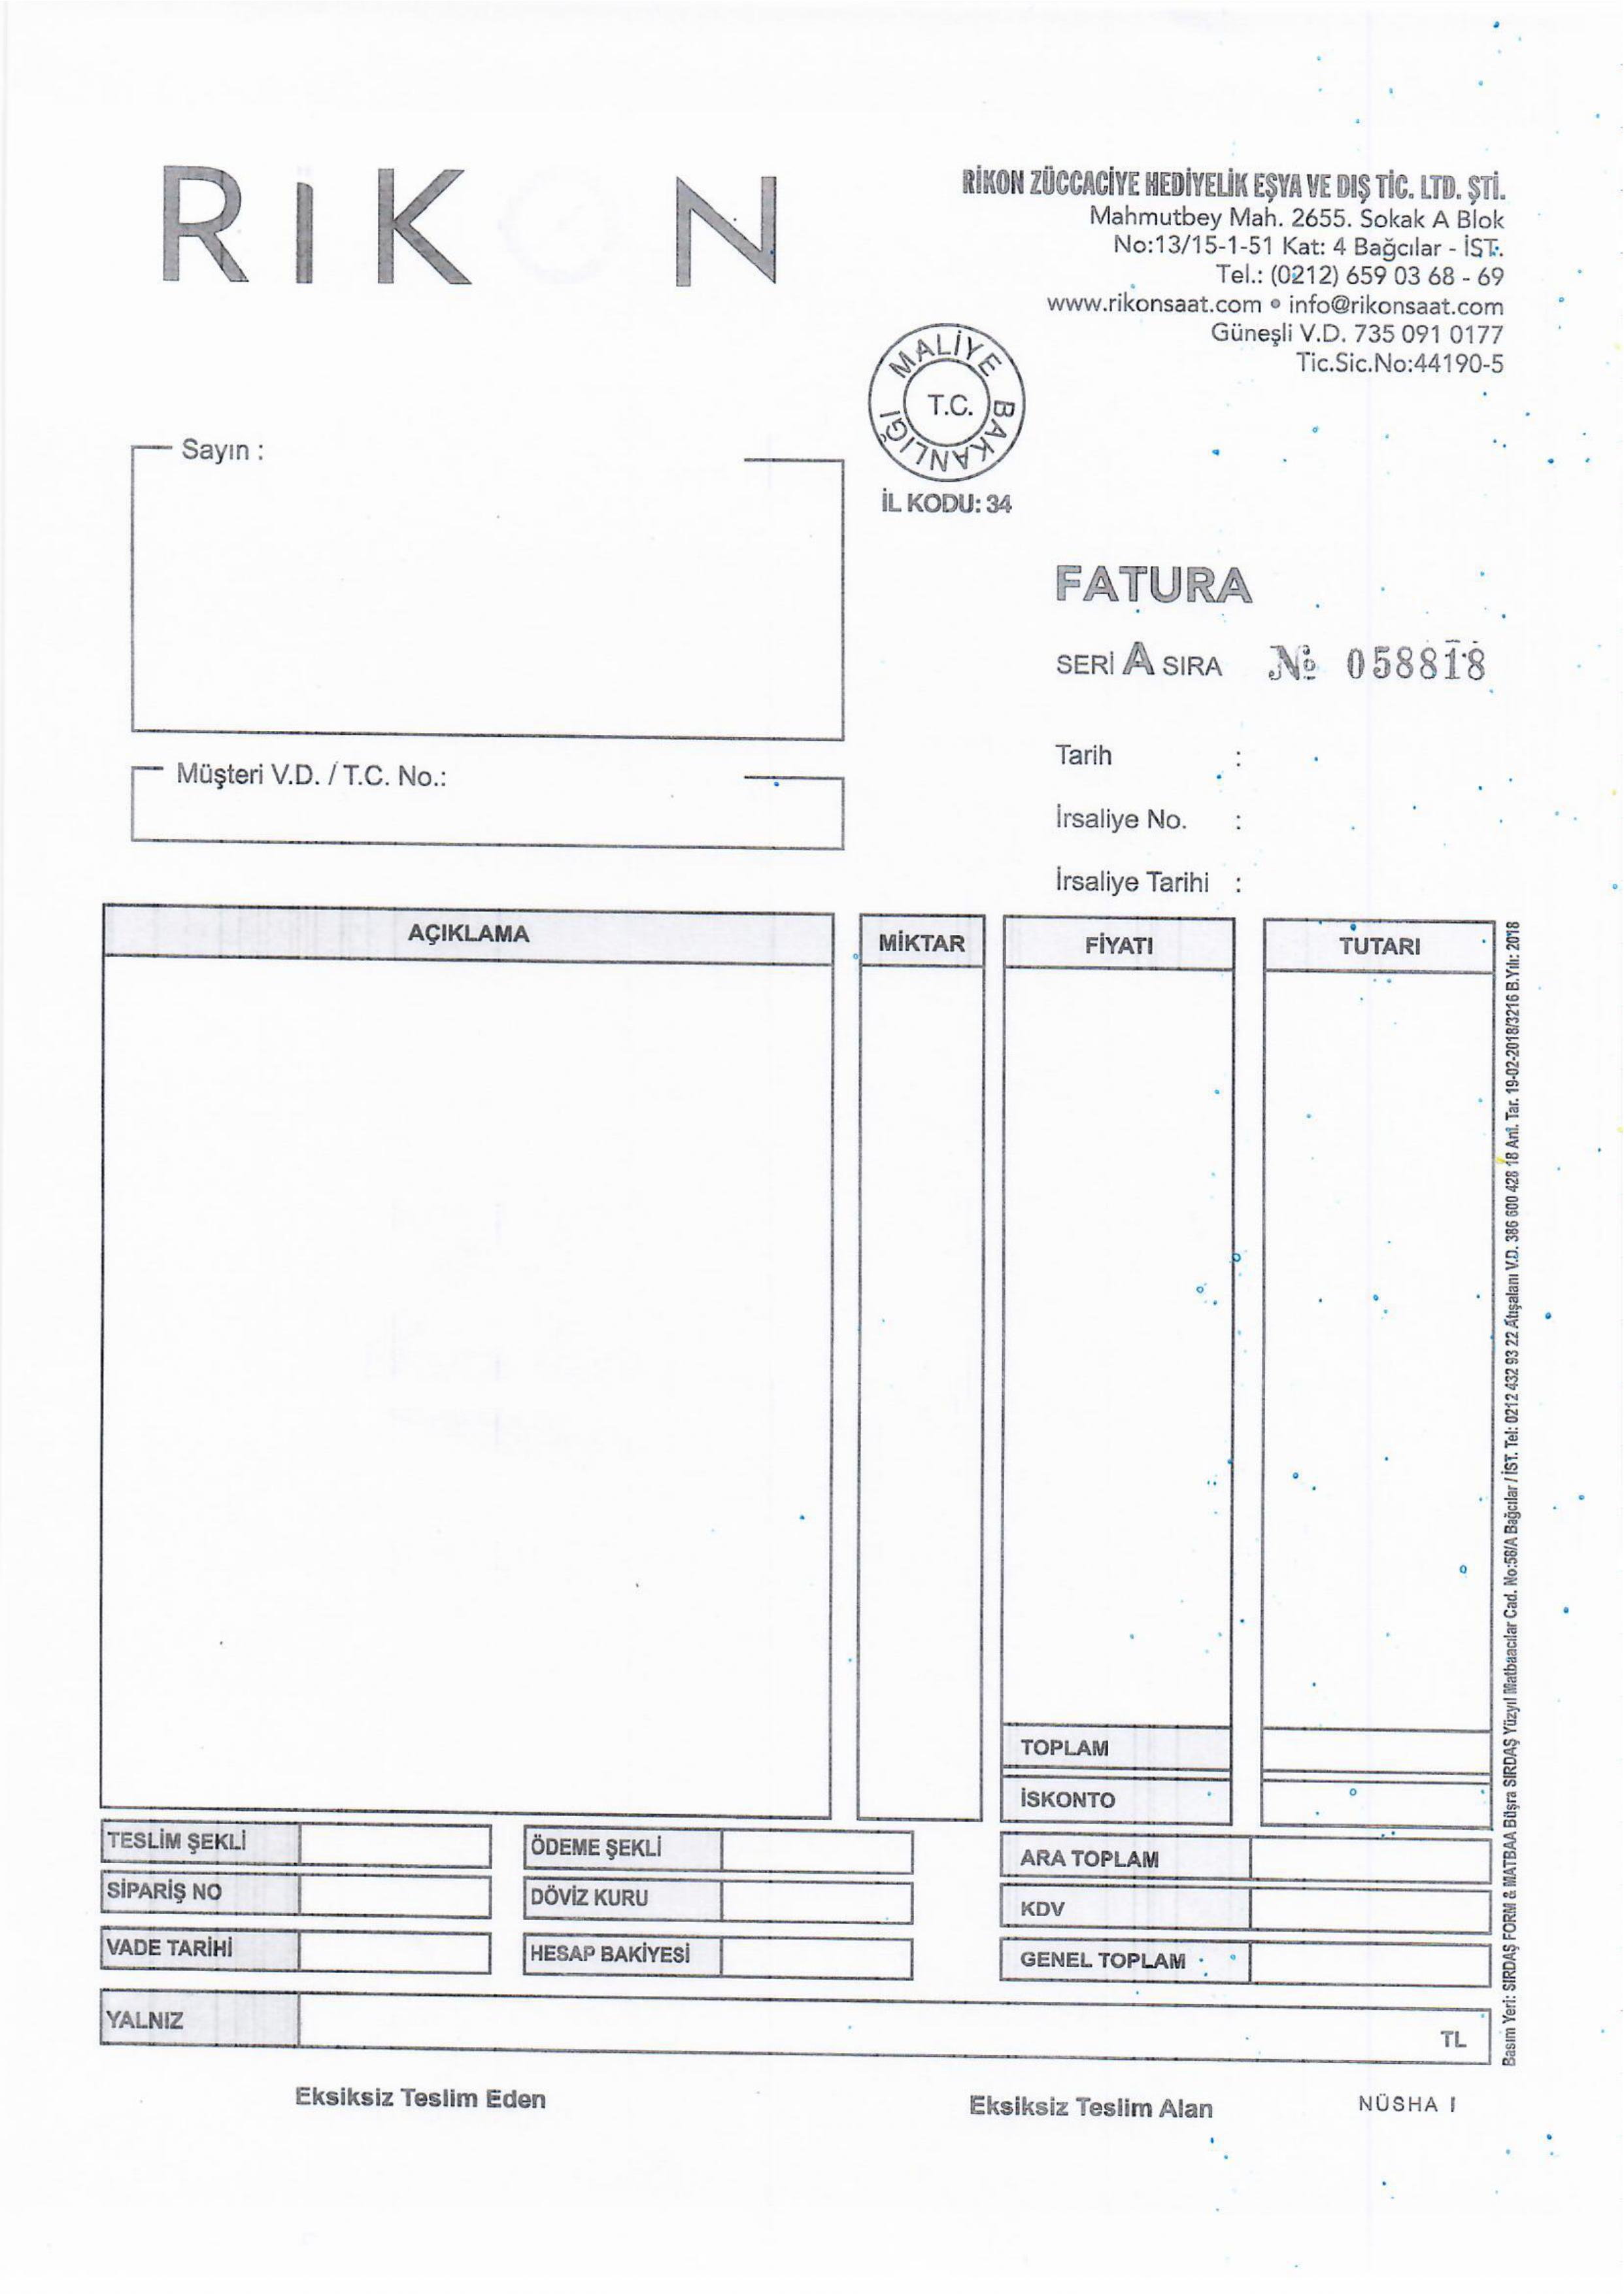 RIKON
RİKON ZÜCCACİYE HEDİYELİK EŞYA VE DIŞ TİC. LTD. ŞTİ.
Mahmutbey Mah. 2655. Sokak A Blok
No:13/15-1-51 Kat: 4 Bağcılar - İST.
Tel.: (0212) 659 03 68 - 69
www.rikonsaat.com • info@rikonsaat.com
Güneşli V.D. 735 091 0177
Tic.Sic.No:44190-5
MALİYE BAKANLIĞI
T.C.
İL KODU: 34
Sayın :
FATURA
SERİ A SIRA № 058818
Müşteri V.D. / T.C. No.:
Tarih :
İrsaliye No. :
İrsaliye Tarihi :
AÇIKLAMA MİKTAR FİYATI TUTARI
TOPLAM
İSKONTO
TESLİM ŞEKLİ ÖDEME ŞEKLİ ARA TOPLAM
SİPARİŞ NO DÖVİZ KURU KDV
VADE TARİHİ HESAP BAKİYESİ GENEL TOPLAM
YALNIZ TL
Eksiksiz Teslim Eden Eksiksiz Teslim Alan NÜSHA I
Basım Yeri: SIRDAŞ FORM & MATBAA Büşra SIRDAŞ Yüzyıl Matbaacılar Cad. No:58/A Bağcılar / İST. Tel: 0212 432 93 22 Atışalanı V.D. 386 600 428 18 Anl. Tar. 19-02-2018/3216 B.Yılı: 2018